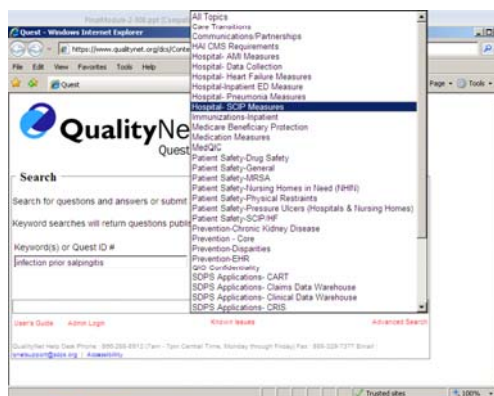 All Topics
Care Transitions
Communications/Partnerships
HAI CMS Requirements
Hospital- AMI Measures
Hospital- Data Collection
Hospital- Heart Failure Measures
Hospital-Inpatient ED Measure
Hospital- Pneumonia Measures
Hospital- SCIP Measures
Immunizations-Inpatient
Medicare Beneficiary Protection
Medication Measures
MedQIC
Patient Safety-Drug Safety
Patient Safety-General
Patient Safety-MRSA
Patient Safety-Nursing Homes in Need (NHIN)
Patient Safety-Physical Restraints
Patient Safety-Pressure Ulcers (Hospitals & Nursing Homes)
Patient Safety-SCIP/HF
Prevention-Chronic Kidney Disease
Prevention - Core
Prevention-Disparities
Prevention-EHR
QIO Confidentiality
SDPS Applications- CART
SDPS Applications- Claims Data Warehouse
SDPS Applications- Clinical Data Warehouse
SDPS Applications- CRIS
Quest - Windows Internet Explorer
https://www.qualitynet.org/dcs/Conte
File Edit View Favorites Tools Help
Quest
Page Tools
QualityNe
Quest
Search
Search for questions and answers or submit
Keyword searches will return questions public
Keyword(s) or Quest ID #
infection prior salpingitis
User's Guide Admin Login Known Issues Advanced Search
Trusted sites 100%